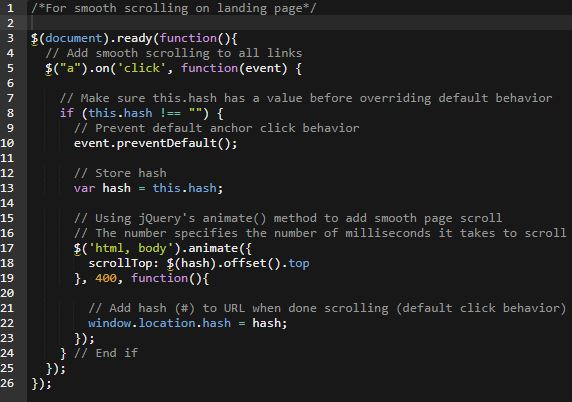 1 /*For smooth scrolling on landing page*/
2
3 $(document).ready(function(){
4   // Add smooth scrolling to all links
5   $("a").on('click', function(event) {
6
7     // Make sure this.hash has a value before overriding default behavior
8     if (this.hash !== "") {
9       // Prevent default anchor click behavior
10       event.preventDefault();
11
12       // Store hash
13       var hash = this.hash;
14
15       // Using jQuery's animate() method to add smooth page scroll
16       // The number specifies the number of milliseconds it takes to scroll
17       $('html, body').animate({
18         scrollTop: $(hash).offset().top
19       }, 400, function(){
20
21         // Add hash (#) to URL when done scrolling (default click behavior)
22         window.location.hash = hash;
23       });
24     } // End if
25   });
26 });